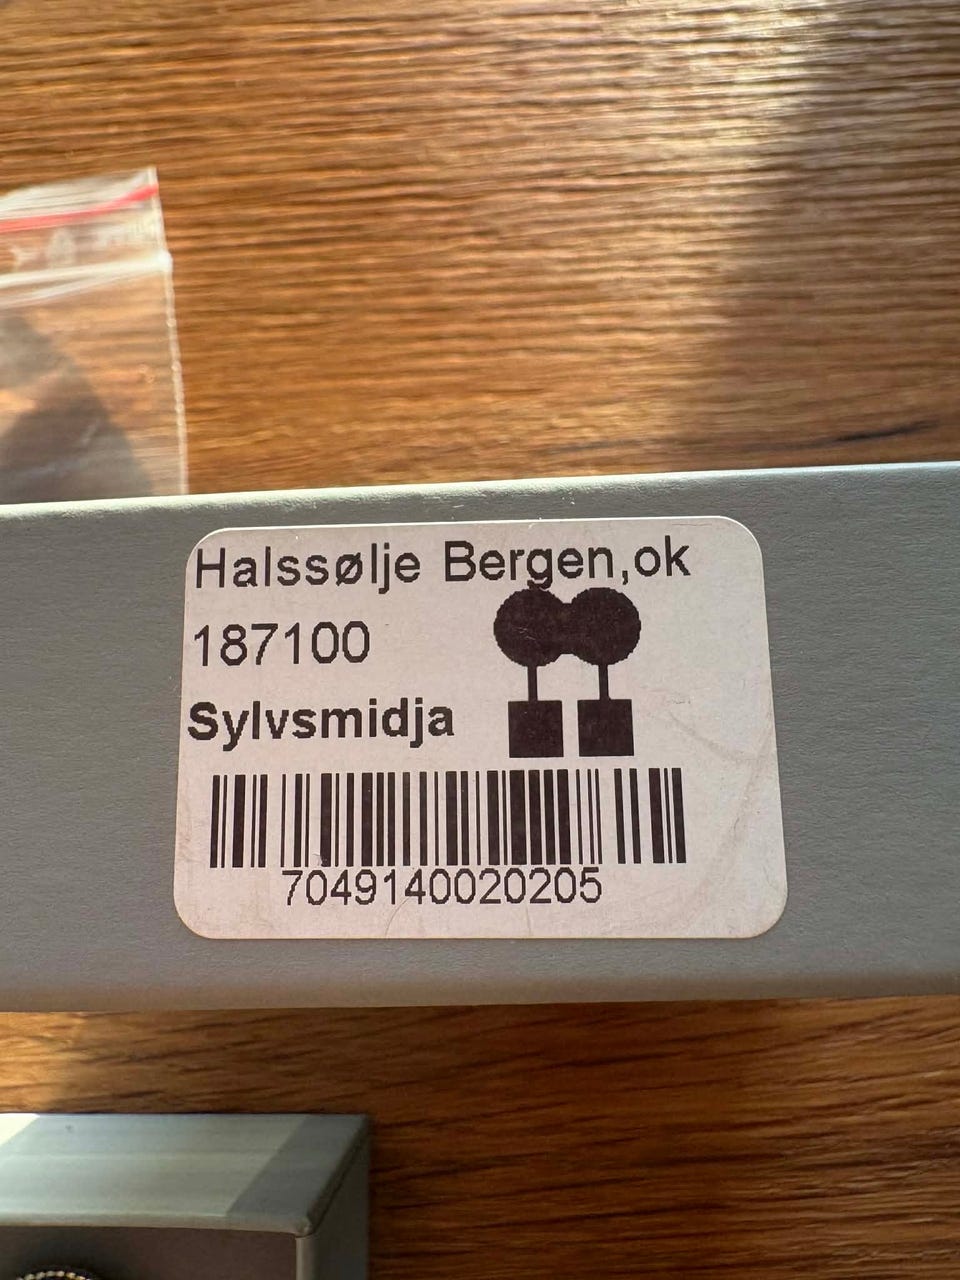 Halssølje Bergen,ok
187100
Sylvsmidja
7049140020205